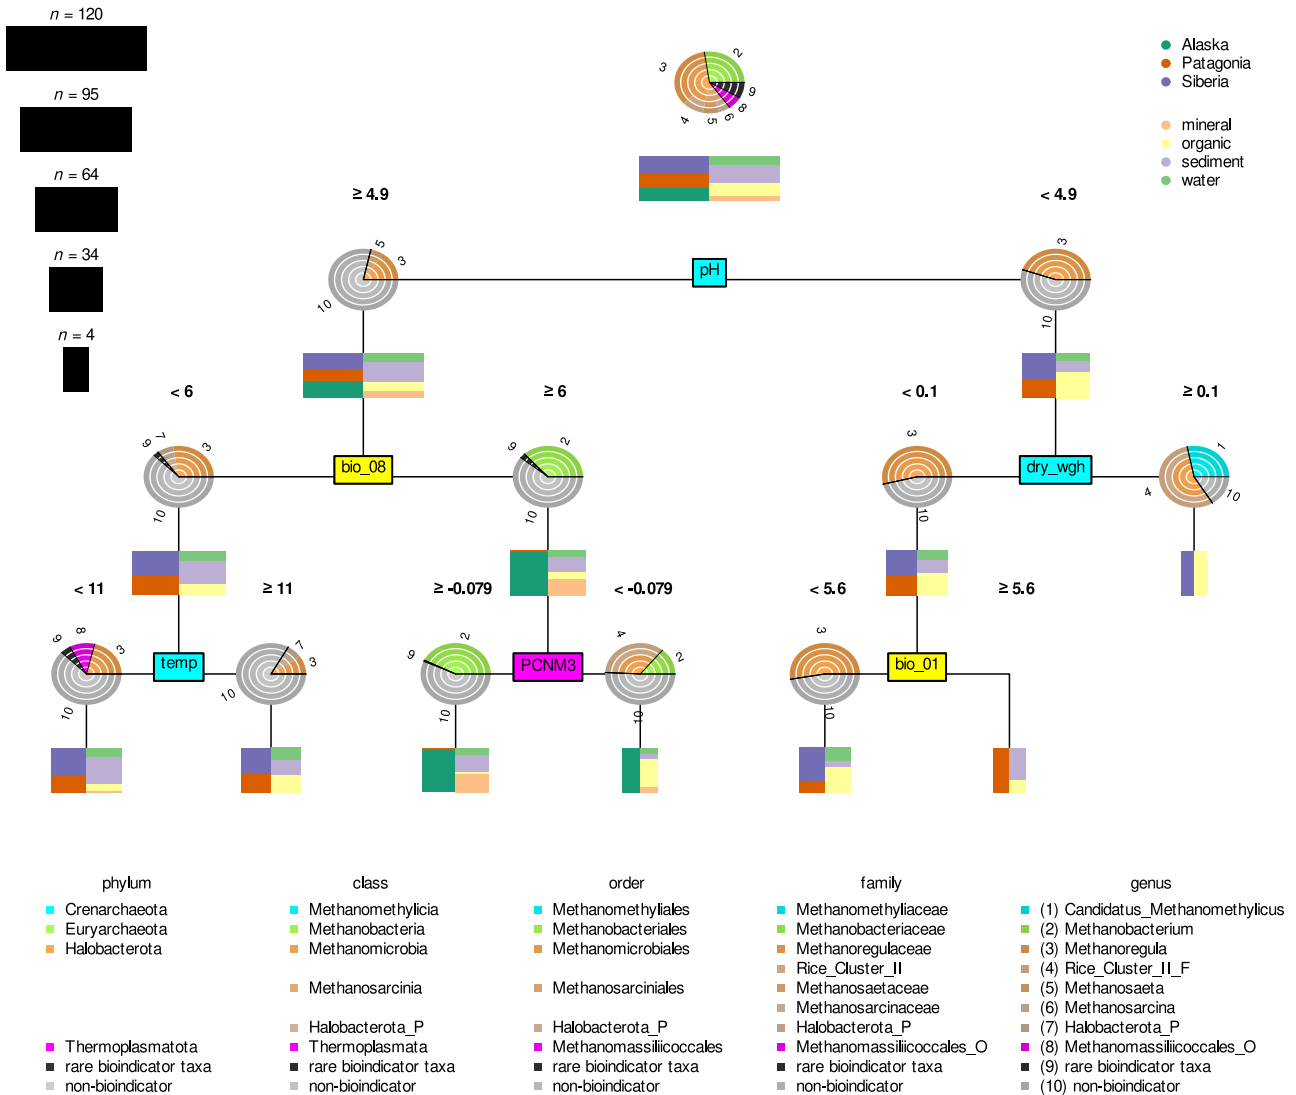 n = 120
n = 95
n = 64
n = 34
n = 4
2
3
9
8
6
5
4
Alaska
Patagonia
Siberia
mineral
organic
sediment
water
≥ 4.9
< 4.9
5
3
10
pH
3
10
< 6
≥ 6
< 0.1
≥ 0.1
7
9
3
10
bio_08
9
2
10
3
10
dry_wgh
1
4
10
< 11
≥ 11
≥ -0.079
< -0.079
< 5.6
≥ 5.6
8
9
3
10
temp
7
3
10
2
9
10
PCNM3
4
2
10
3
10
bio_01
phylum
Crenarchaeota
Euryarchaeota
Halobacterota
Thermoplasmatota
rare bioindicator taxa
non-bioindicator
class
Methanomethylicia
Methanobacteria
Methanomicrobia
Methanosarcinia
Halobacterota_P
Thermoplasmata
rare bioindicator taxa
non-bioindicator
order
Methanomethyliales
Methanobacteriales
Methanomicrobiales
Methanosarciniales
Halobacterota_P
Methanomassiliicoccales
rare bioindicator taxa
non-bioindicator
family
Methanomethyliaceae
Methanobacteriaceae
Methanoregulaceae
Rice_Cluster_II
Methanosaetaceae
Methanosarcinaceae
Halobacterota_P
Methanomassiliicoccales_O
rare bioindicator taxa
non-bioindicator
genus
(1) Candidatus_Methanomethylicus
(2) Methanobacterium
(3) Methanoregula
(4) Rice_Cluster_II_F
(5) Methanosaeta
(6) Methanosarcina
(7) Halobacterota_P
(8) Methanomassiliicoccales_O
(9) rare bioindicator taxa
(10) non-bioindicator